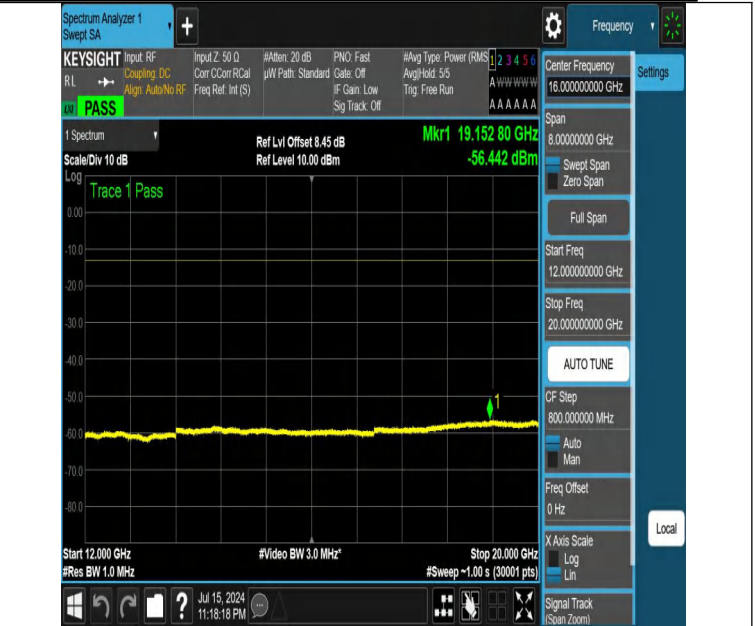 Spectrum Analyzer 1
Swept SA
+
Frequency
KEYSIGHT
RL
PASS
Input: RF
Coupling: DC
Align: Auto/No RF
Input Z: 50 Ω
Corr CCorr RCal
Freq Ref: Int (S)
#Atten: 20 dB
µW Path: Standard
PNO: Fast
Gate: Off
IF Gain: Low
Sig Track: Off
#Avg Type: Power (RMS
Avg|Hold: 5/5
Trig: Free Run
1 2 3 4 5 6
A W W W W W
A A A A A A
1 Spectrum
Scale/Div 10 dB
Ref Lvl Offset 8.45 dB
Ref Level 10.00 dBm
Mkr1 19.152 80 GHz
-56.442 dBm
Log
Trace 1 Pass
0.00
-10.0
-20.0
-30.0
-40.0
-50.0
-60.0
-70.0
-80.0
1
Start 12.000 GHz
#Res BW 1.0 MHz
#Video BW 3.0 MHz*
Stop 20.000 GHz
#Sweep ~1.00 s (30001 pts)
Center Frequency
16.000000000 GHz
Settings
Span
8.00000000 GHz
Swept Span
Zero Span
Full Span
Start Freq
12.000000000 GHz
Stop Freq
20.000000000 GHz
AUTO TUNE
CF Step
800.000000 MHz
Auto
Man
Freq Offset
0 Hz
X Axis Scale
Log
Lin
Local
Signal Track
(Span Zoom)
?
Jul 15, 2024
11:18:18 PM